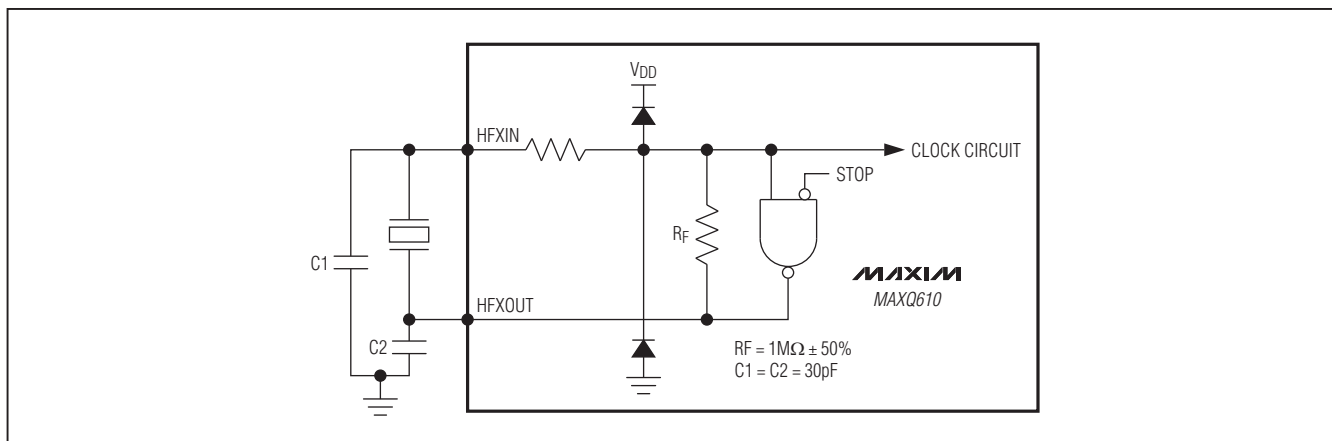 VDD
HFXIN
CLOCK CIRCUIT
STOP
RF
C1
MAXIM
MAXQ610
HFXOUT
C2
RF = 1MΩ ± 50%
C1 = C2 = 30pF